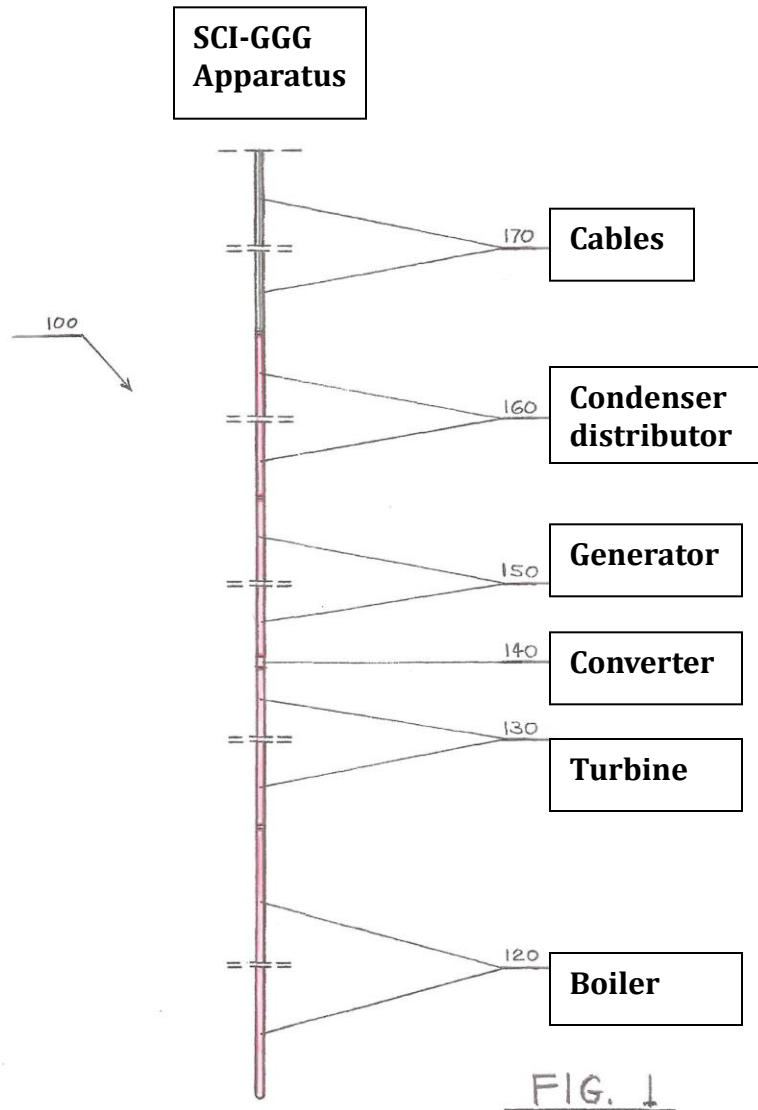 SCI-GGG
Apparatus
170
Cables
100
160
Condenser
distributor
150
Generator
140
Converter
130
Turbine
120
Boiler
FIG. 1